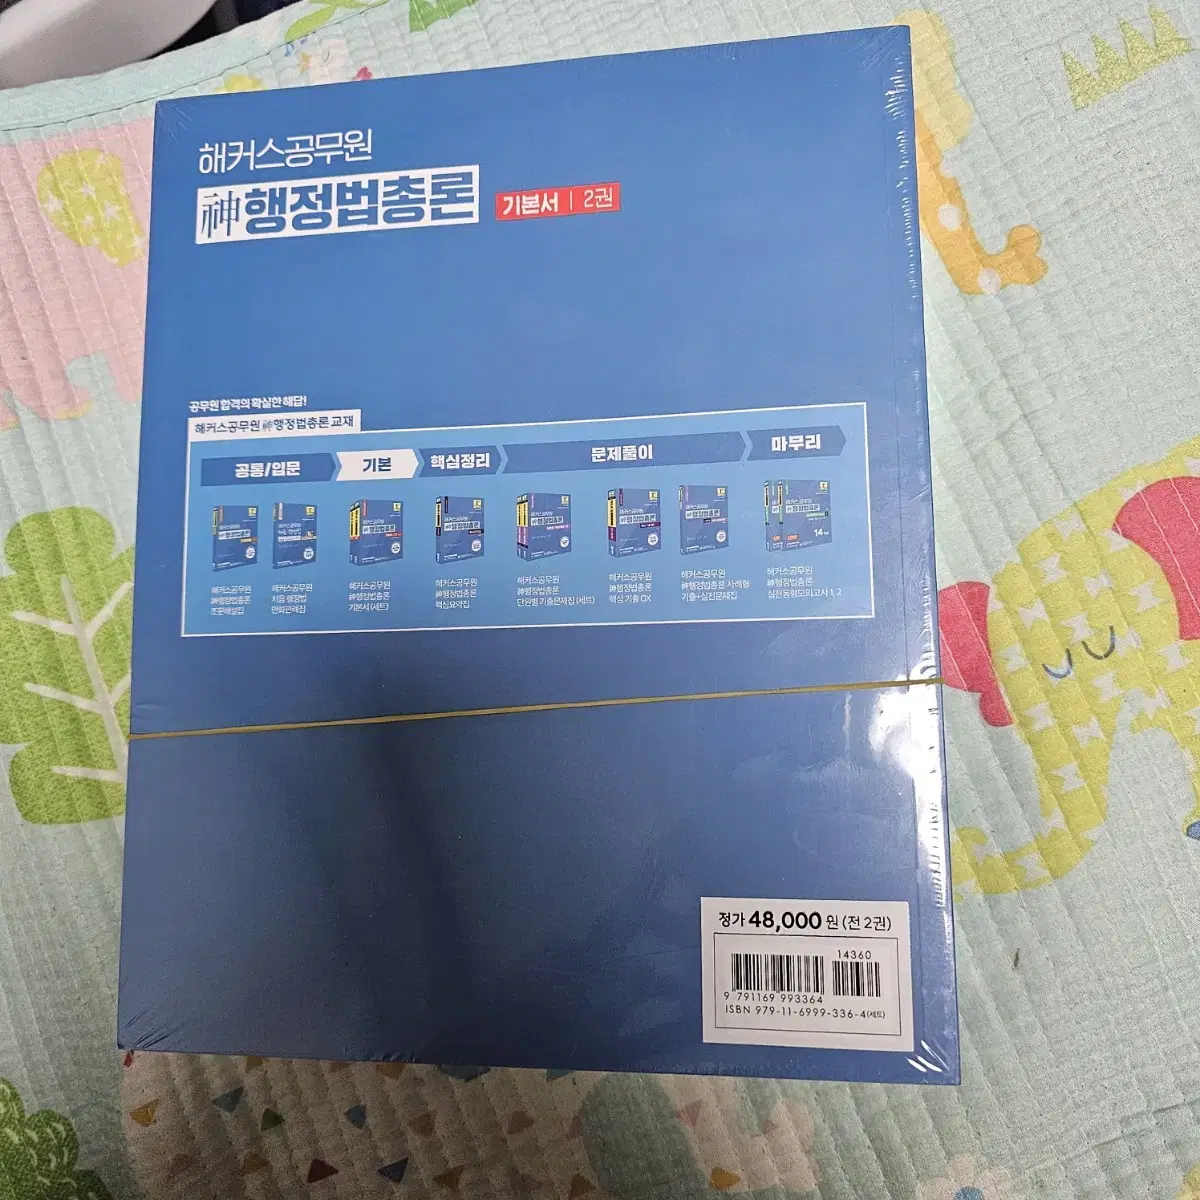 해커스공무원
神행정법총론 기본서 | 2권
공무원 합격의 확실한 해답!
해커스공무원 神행정법총론 교재
공통/입문
기본
핵심정리
문제풀이
마무리
해커스공무원
神행정법총론
조문해설집
해커스공무원
처음 행정법
만화판례집
해커스공무원
神행정법총론
기본서 (세트)
해커스공무원
神행정법총론
핵심요약집
해커스공무원
神행정법총론
단원별 기출문제집 (세트)
해커스공무원
神행정법총론
핵심 기출 OX
해커스공무원
神행정법총론 사례형
기출+실전문제집
해커스공무원
神행정법총론
실전동형모의고사 1, 2
정가 48,000 원 (전 2권)
14360
9 791169 993364
ISBN 979-11-6999-336-4 (세트)